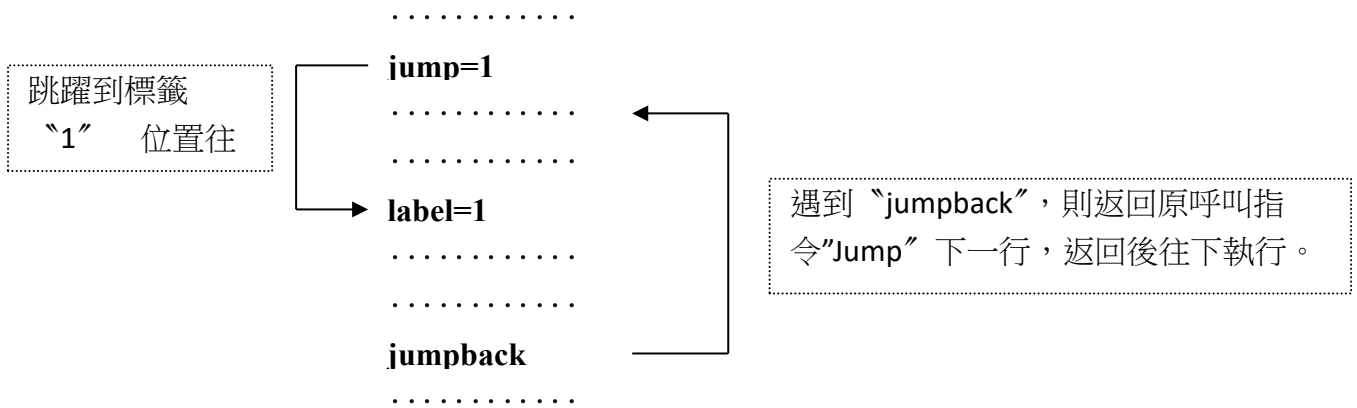 ............
jump=1
跳躍到標籤
〝1〞 位置往
............
............
label=1
遇到〝jumpback〞,則返回原呼叫指
令"Jump〞下一行,返回後往下執行。
............
............
jumpback
............